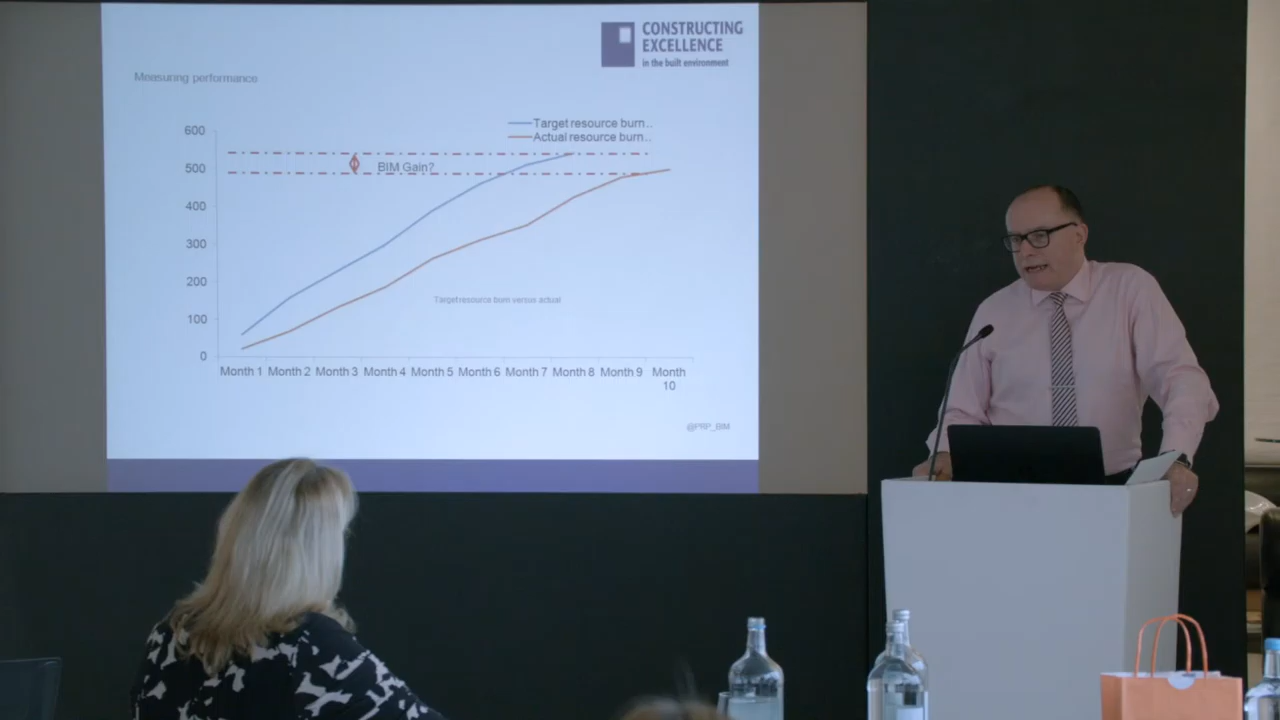 CONSTRUCTING
EXCELLENCE
in the built environment
Measuring performance
Target resource burn..
Actual resource burn..
600
500
400
300
200
100
0
BIM Gain?
Target resource born versus actual
Month 1 Month 2 Month 3 Month 4 Month 5 Month 6 Month 7 Month 8 Month 9 Month
10
@PRP_BIM